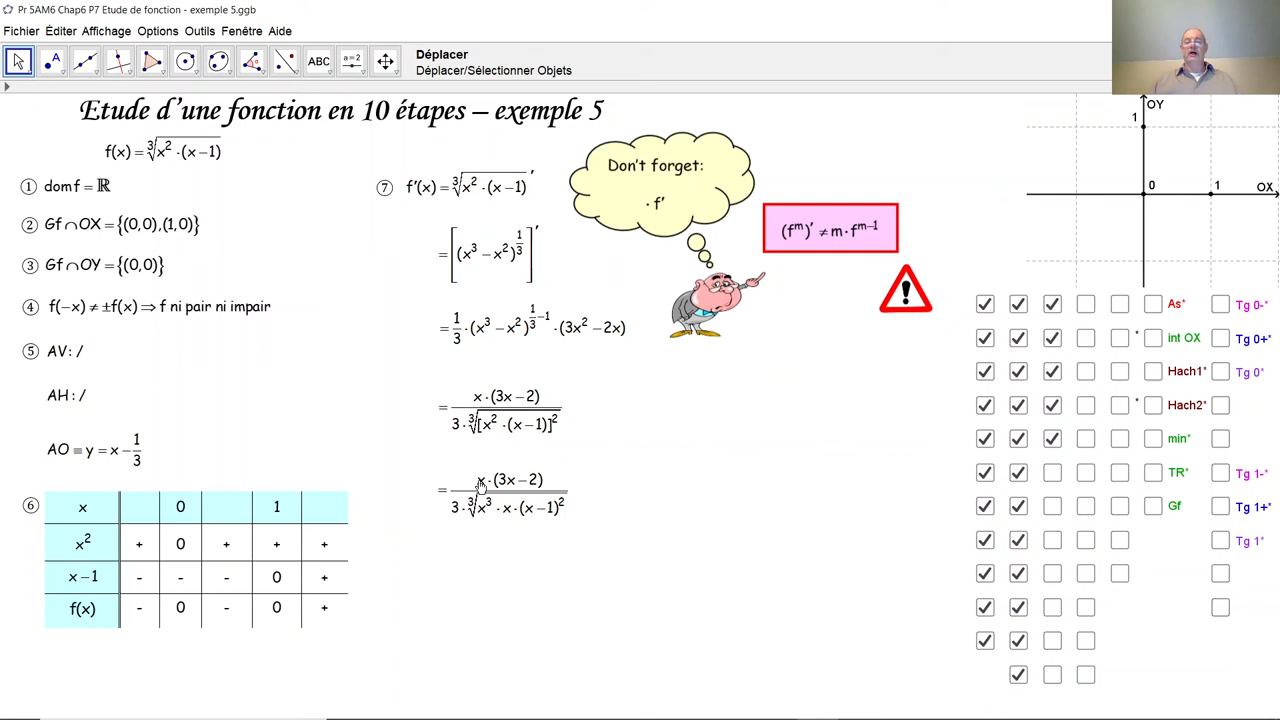 Pr 5AM6 Chap6 P7 Etude de fonction - exemple 5.ggb
Fichier Éditer Affichage Options Outils Fenêtre Aide
A ABC a=2 Déplacer
Déplacer/Sélectionner Objets
Etude d'une fonction en 10 étapes – exemple 5
f(x) = ∛(x² · (x − 1))
① dom f = ℝ
② Gf ∩ OX = {(0,0),(1,0)}
③ Gf ∩ OY = {(0,0)}
④ f(−x) ≠ ±f(x) ⇒ f ni pair ni impair
⑤ AV: /
AH: /
AO ≡ y = x − 1/3
⑥ x 0 1
x² + 0 + + +
x − 1 - - - 0 +
f(x) - 0 - 0 +
⑦ f'(x) = ∛(x² · (x − 1))'
= [(x³ − x²)^(1/3)]'
= 1/3 · (x³ − x²)^(1/3 − 1) · (3x² − 2x)
= x · (3x − 2) / 3 · ∛([x² · (x − 1)]²)
= x · (3x − 2) / 3 · ∛(x³ · x · (x − 1)²)
Don't forget:
· f'
(f^m)' ≠ m · f^(m−1)
!
OY
1
0 1 OX
As* Tg 0-*
* int OX Tg 0+*
Hach1* Tg 0*
* Hach2*
min*
TR* Tg 1-*
Gf Tg 1+*
Tg 1*